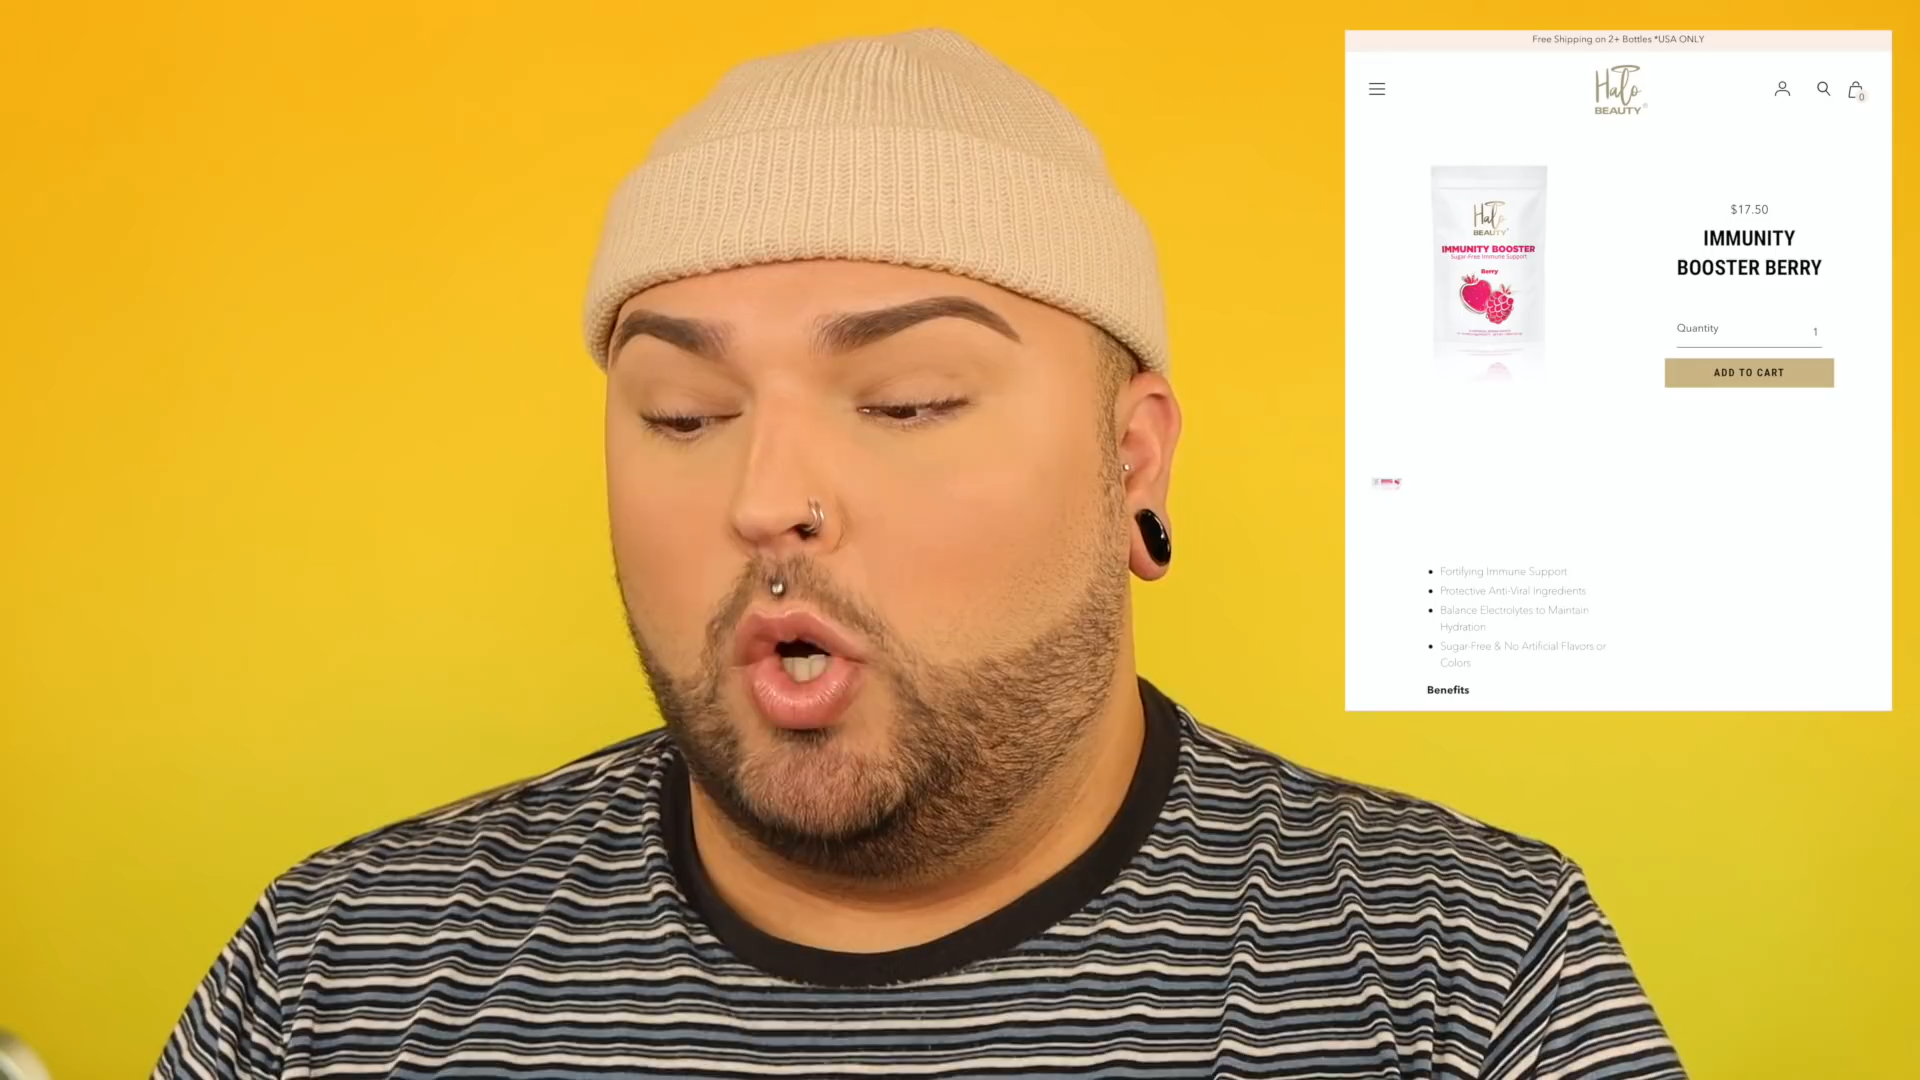 Free Shipping on 2+ Bottles *USA ONLY
Halo
BEAUTY®
0
Halo
BEAUTY
IMMUNITY BOOSTER
Sugar-Free Immune Support
Berry
$17.50
IMMUNITY
BOOSTER BERRY
Quantity 1
ADD TO CART
• Fortifying Immune Support
• Protective Anti-Viral Ingredients
• Balance Electrolytes to Maintain
Hydration
• Sugar-Free & No Artificial Flavors or
Colors
Benefits